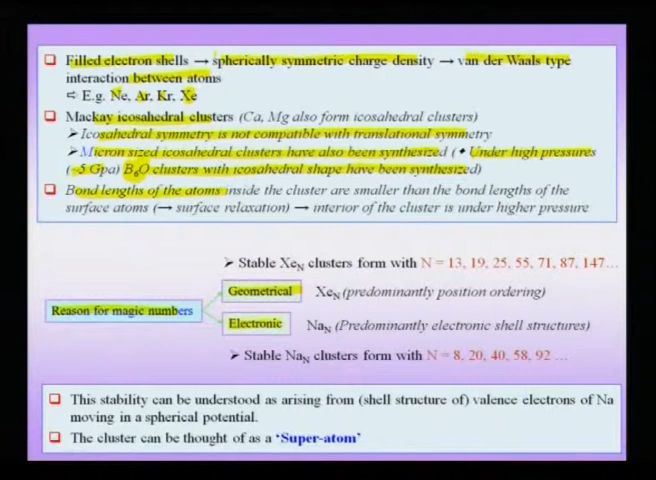 ❑ Filled electron shells → spherically symmetric charge density → van der Waals type
interaction between atoms
⇨ E.g. Ne, Ar, Kr, Xe
❑ Mackay icosahedral clusters (Ca, Mg also form icosahedral clusters)
➤ Icosahedral symmetry is not compatible with translational symmetry
➤ Micron sized icosahedral clusters have also been synthesized (♦ Under high pressures
(~5 Gpa) B₆O clusters with icosahedral shape have been synthesized)
❑ Bond lengths of the atoms inside the cluster are smaller than the bond lengths of the
surface atoms (→ surface relaxation) → interior of the cluster is under higher pressure
➤ Stable Xe_N clusters form with N = 13, 19, 25, 55, 71, 87, 147…
Geometrical Xe_N (predominantly position ordering)
Reason for magic numbers
Electronic Na_N (Predominantly electronic shell structures)
➤ Stable Na_N clusters form with N = 8, 20, 40, 58, 92 …
❑ This stability can be understood as arising from (shell structure of) valence electrons of Na
moving in a spherical potential.
❑ The cluster can be thought of as a ‘Super-atom’